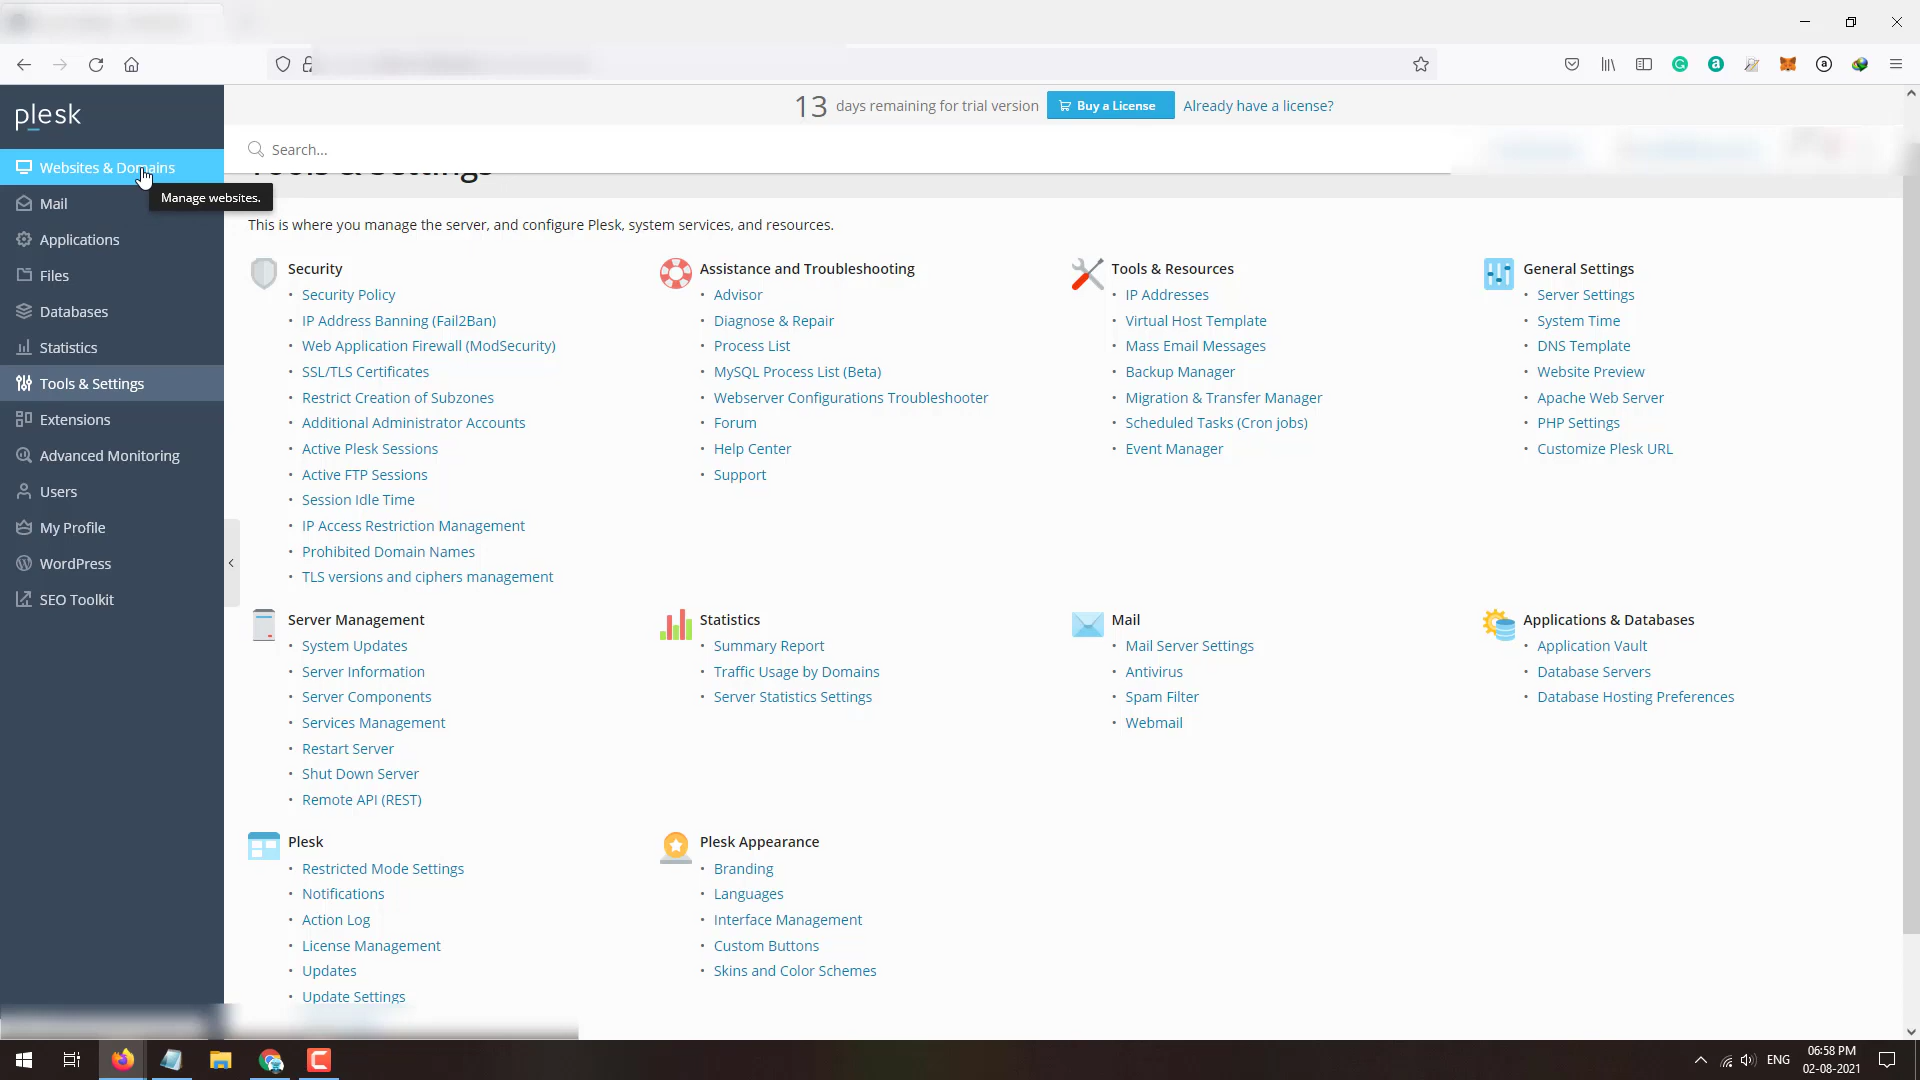 13 days remaining for trial version Buy a License Already have a license?
plesk
Search...
Websites & Domains
Manage websites.
Mail
Applications
Files
Databases
Statistics
Tools & Settings
Extensions
Advanced Monitoring
Users
My Profile
WordPress
SEO Toolkit
Tools & Settings
This is where you manage the server, and configure Plesk, system services, and resources.
Security
• Security Policy
• IP Address Banning (Fail2Ban)
• Web Application Firewall (ModSecurity)
• SSL/TLS Certificates
• Restrict Creation of Subzones
• Additional Administrator Accounts
• Active Plesk Sessions
• Active FTP Sessions
• Session Idle Time
• IP Access Restriction Management
• Prohibited Domain Names
• TLS versions and ciphers management
Assistance and Troubleshooting
• Advisor
• Diagnose & Repair
• Process List
• MySQL Process List (Beta)
• Webserver Configurations Troubleshooter
• Forum
• Help Center
• Support
Tools & Resources
• IP Addresses
• Virtual Host Template
• Mass Email Messages
• Backup Manager
• Migration & Transfer Manager
• Scheduled Tasks (Cron jobs)
• Event Manager
General Settings
• Server Settings
• System Time
• DNS Template
• Website Preview
• Apache Web Server
• PHP Settings
• Customize Plesk URL
Server Management
• System Updates
• Server Information
• Server Components
• Services Management
• Restart Server
• Shut Down Server
• Remote API (REST)
Statistics
• Summary Report
• Traffic Usage by Domains
• Server Statistics Settings
Mail
• Mail Server Settings
• Antivirus
• Spam Filter
• Webmail
Applications & Databases
• Application Vault
• Database Servers
• Database Hosting Preferences
Plesk
• Restricted Mode Settings
• Notifications
• Action Log
• License Management
• Updates
• Update Settings
Plesk Appearance
• Branding
• Languages
• Interface Management
• Custom Buttons
• Skins and Color Schemes
ENG
06:58 PM
02-08-2021